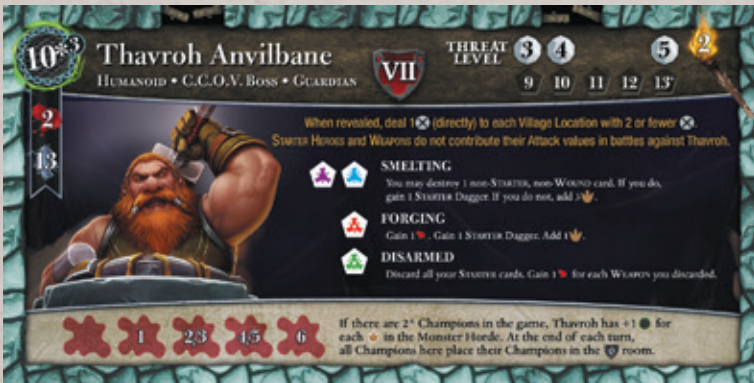 10*3
Thavroh Anvilbane
HUMANOID • C.C.O.V. BOSS • GUARDIAN
VII
THREAT LEVEL 3 4 5
9 10 11 12 13+
2
2
13
When revealed, deal 1 (directly) to each Village Location with 2 or fewer .
STARTER HEROES and WEAPONS do not contribute their Attack values in battles against Thavroh.
SMELTING
You may destroy 1 non-STARTER, non-WOUND card. If you do,
gain 1 STARTER Dagger. If you do not, add 3 .
FORGING
Gain 1 . Gain 1 STARTER Dagger. Add 1 .
DISARMED
Discard all your STARTER cards. Gain 1 for each WEAPON you discarded.
1 2/3 4/5 6
If there are 2+ Champions in the game, Thavroh has +1 for
each in the Monster Horde. At the end of each turn,
all Champions here place their Champions in the room.